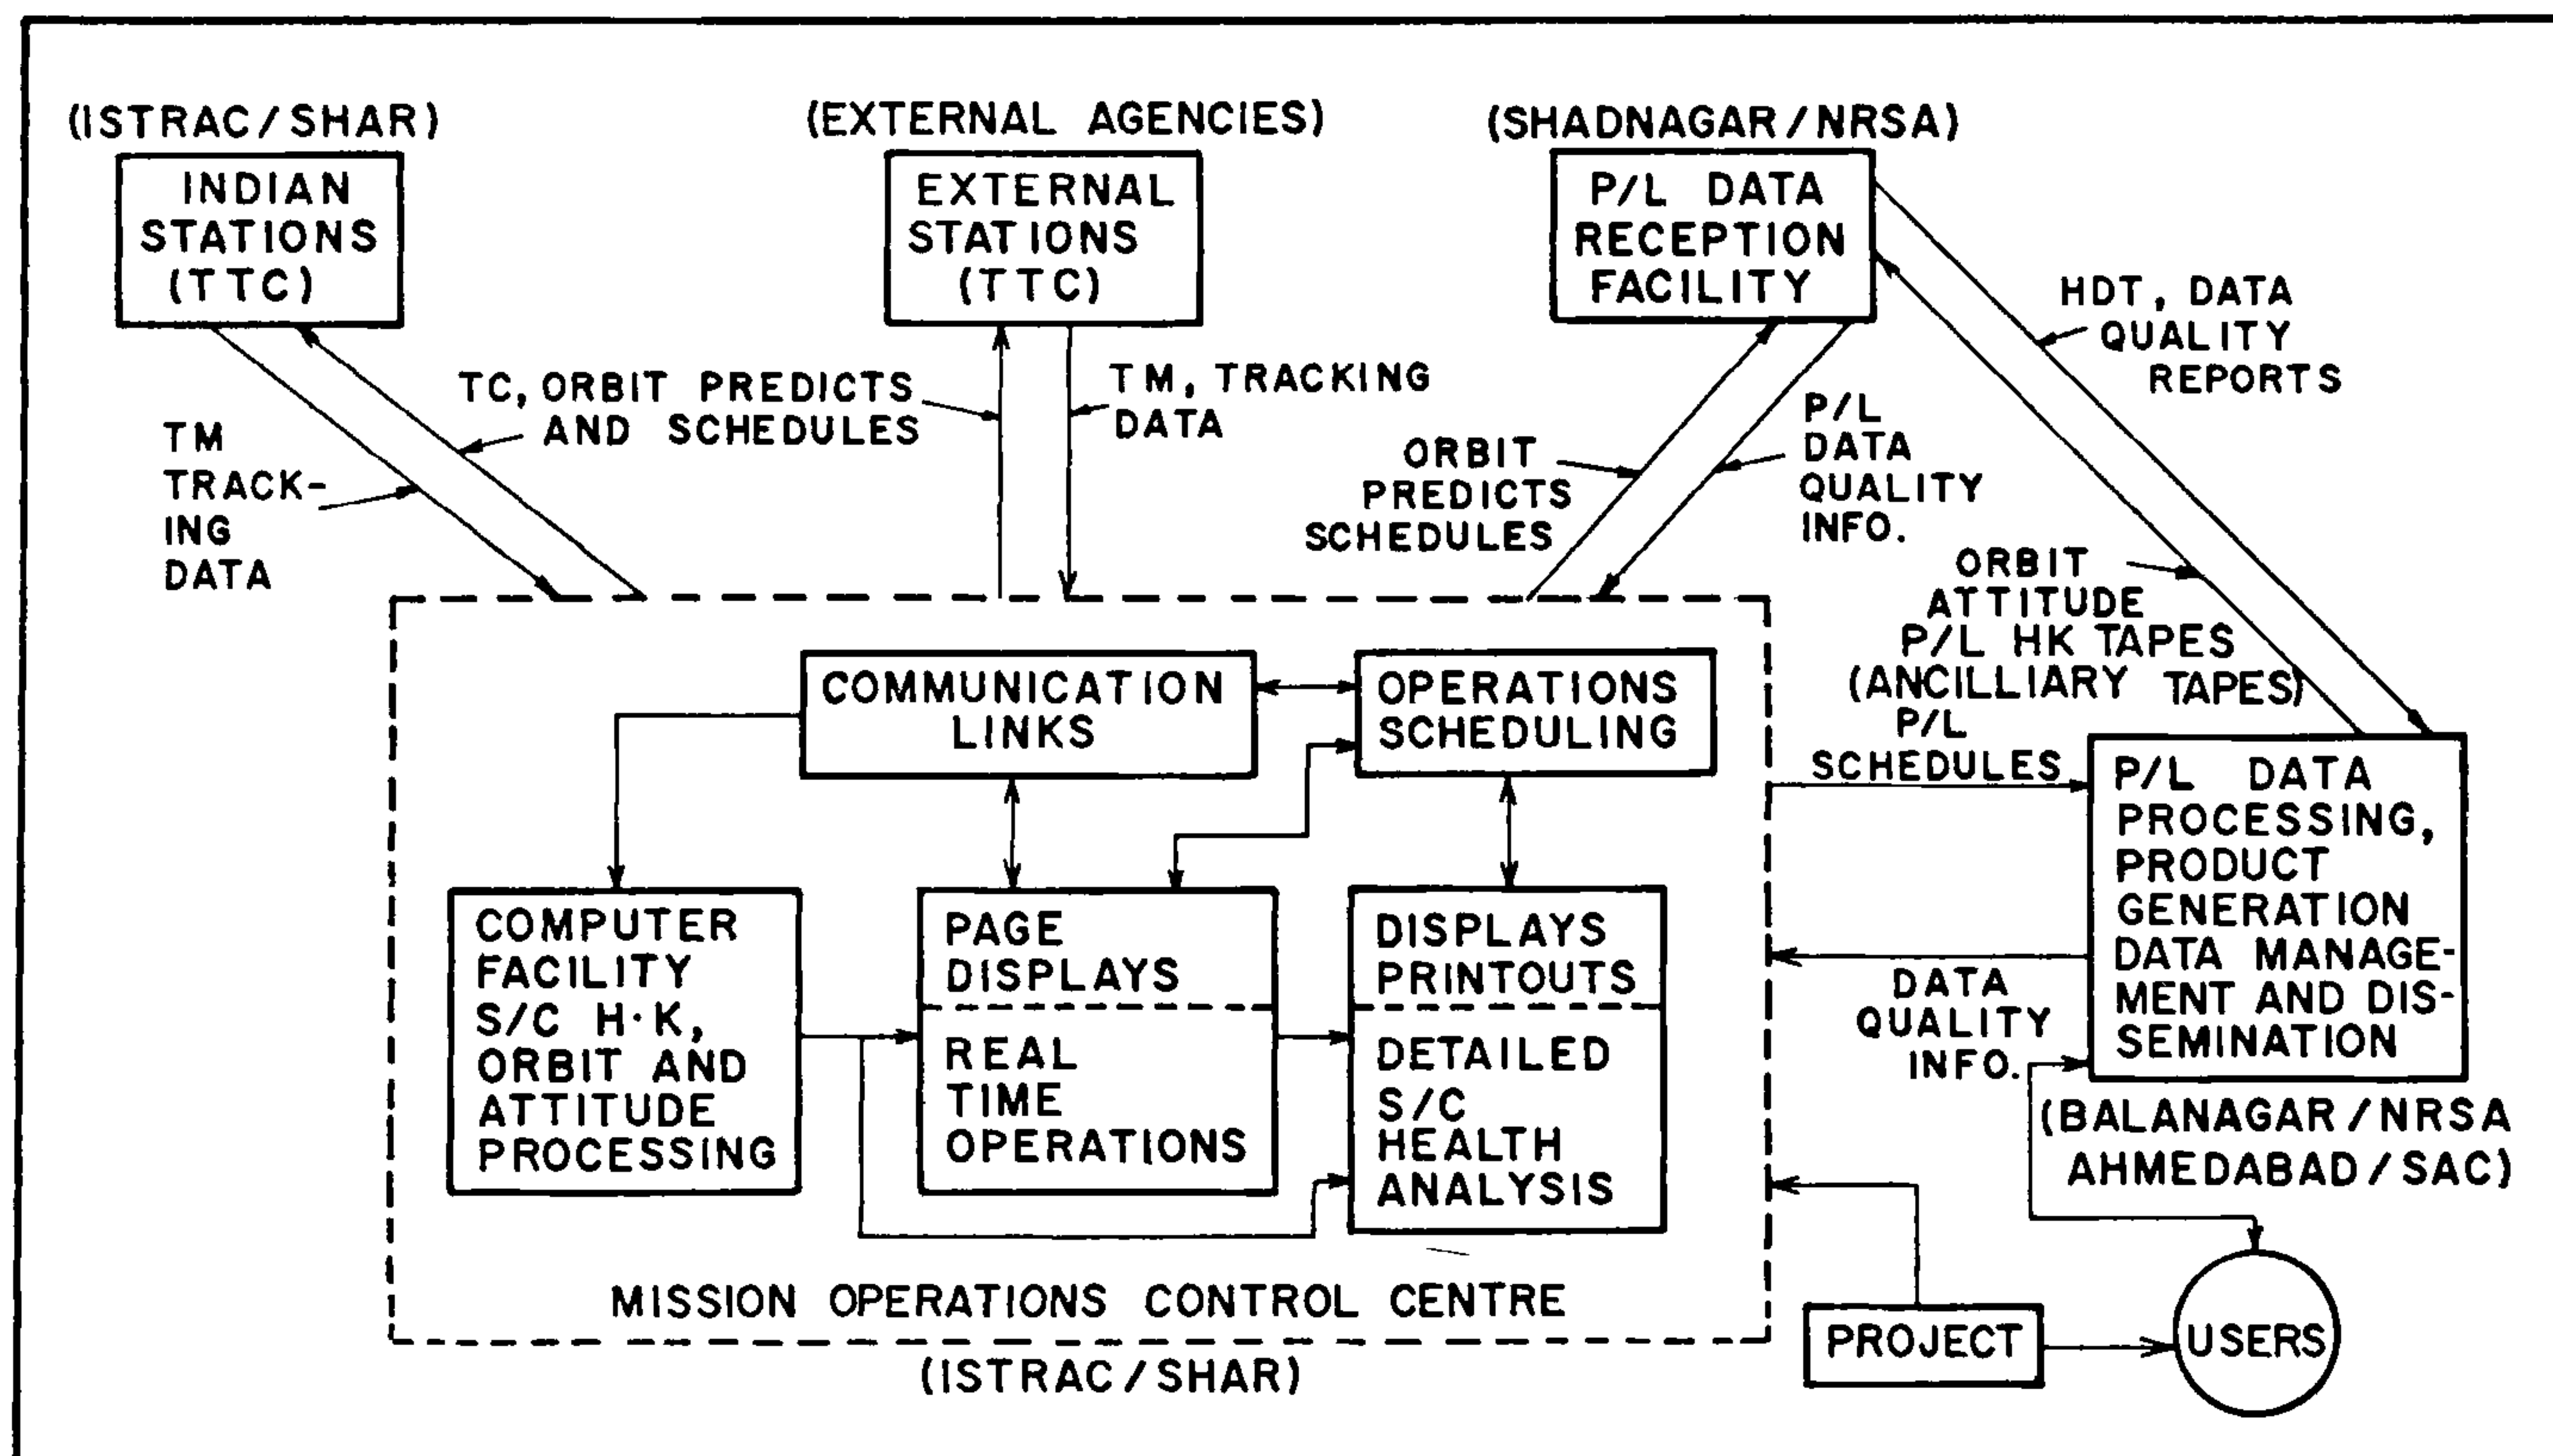 (ISTRAC/SHAR)
INDIAN
STATIONS
(TTC)
(EXTERNAL AGENCIES)
EXTERNAL
STATIONS
(TTC)
(SHADNAGAR/NRSA)
P/L DATA
RECEPTION
FACILITY
HDT, DATA
QUALITY
REPORTS
TC, ORBIT PREDICTS
AND SCHEDULES
TM, TRACKING
DATA
TM
TRACK-
ING
DATA
ORBIT
PREDICTS
SCHEDULES
P/L
DATA
QUALITY
INFO.
ORBIT
ATTITUDE
P/L HK TAPES
(ANCILLIARY TAPES)
P/L
SCHEDULES
COMMUNICATION
LINKS
OPERATIONS
SCHEDULING
COMPUTER
FACILITY
S/C H·K,
ORBIT AND
ATTITUDE
PROCESSING
PAGE
DISPLAYS
REAL
TIME
OPERATIONS
DISPLAYS
PRINTOUTS
DETAILED
S/C
HEALTH
ANALYSIS
P/L DATA
PROCESSING,
PRODUCT
GENERATION
DATA MANAGE-
MENT AND DIS-
SEMINATION
DATA
QUALITY
INFO.
(BALANAGAR/NRSA
AHMEDABAD/SAC)
MISSION OPERATIONS CONTROL CENTRE
(ISTRAC/SHAR)
PROJECT
USERS